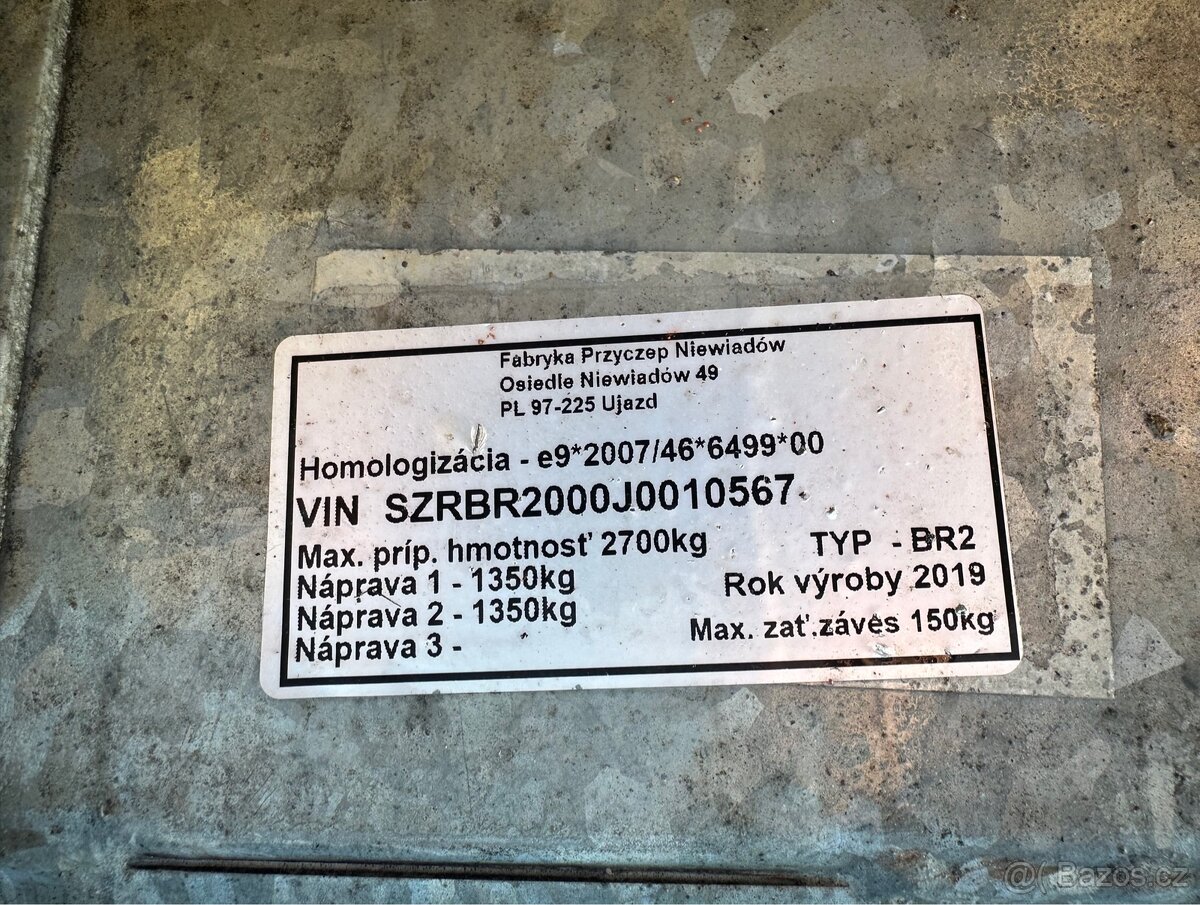 Fabryka Przyczep Niewiadów
Osiedle Niewiadów 49
PL 97-225 Ujazd
Homologizácia - e9*2007/46*6499*00
VIN SZRBR2000J0010567
Max. príp. hmotnosť 2700kg
TYP - BR2
Náprava 1 - 1350kg
Rok výroby 2019
Náprava 2 - 1350kg
Max. zať.záves 150kg
Náprava 3 -
Bazos.cz